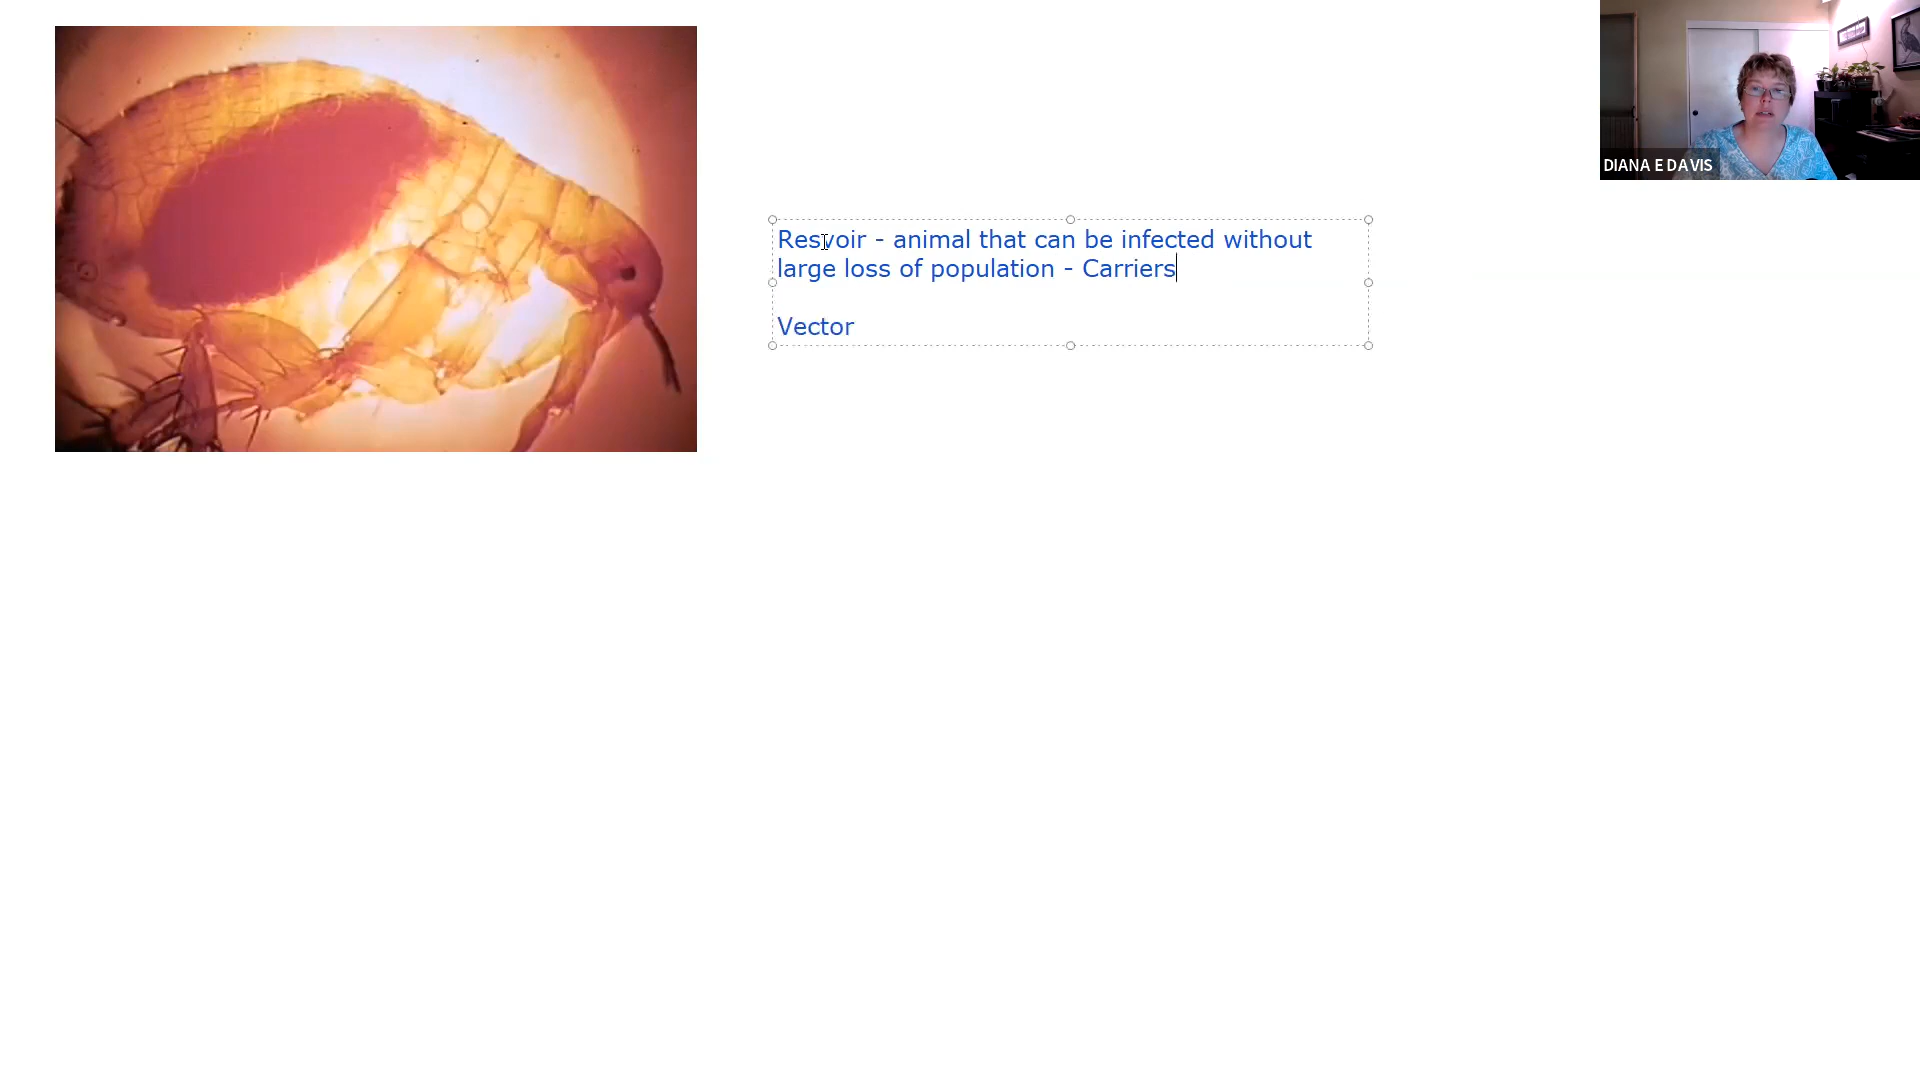 DIANA E DAVIS
Resvoir - animal that can be infected without
large loss of population - Carriers
Vector